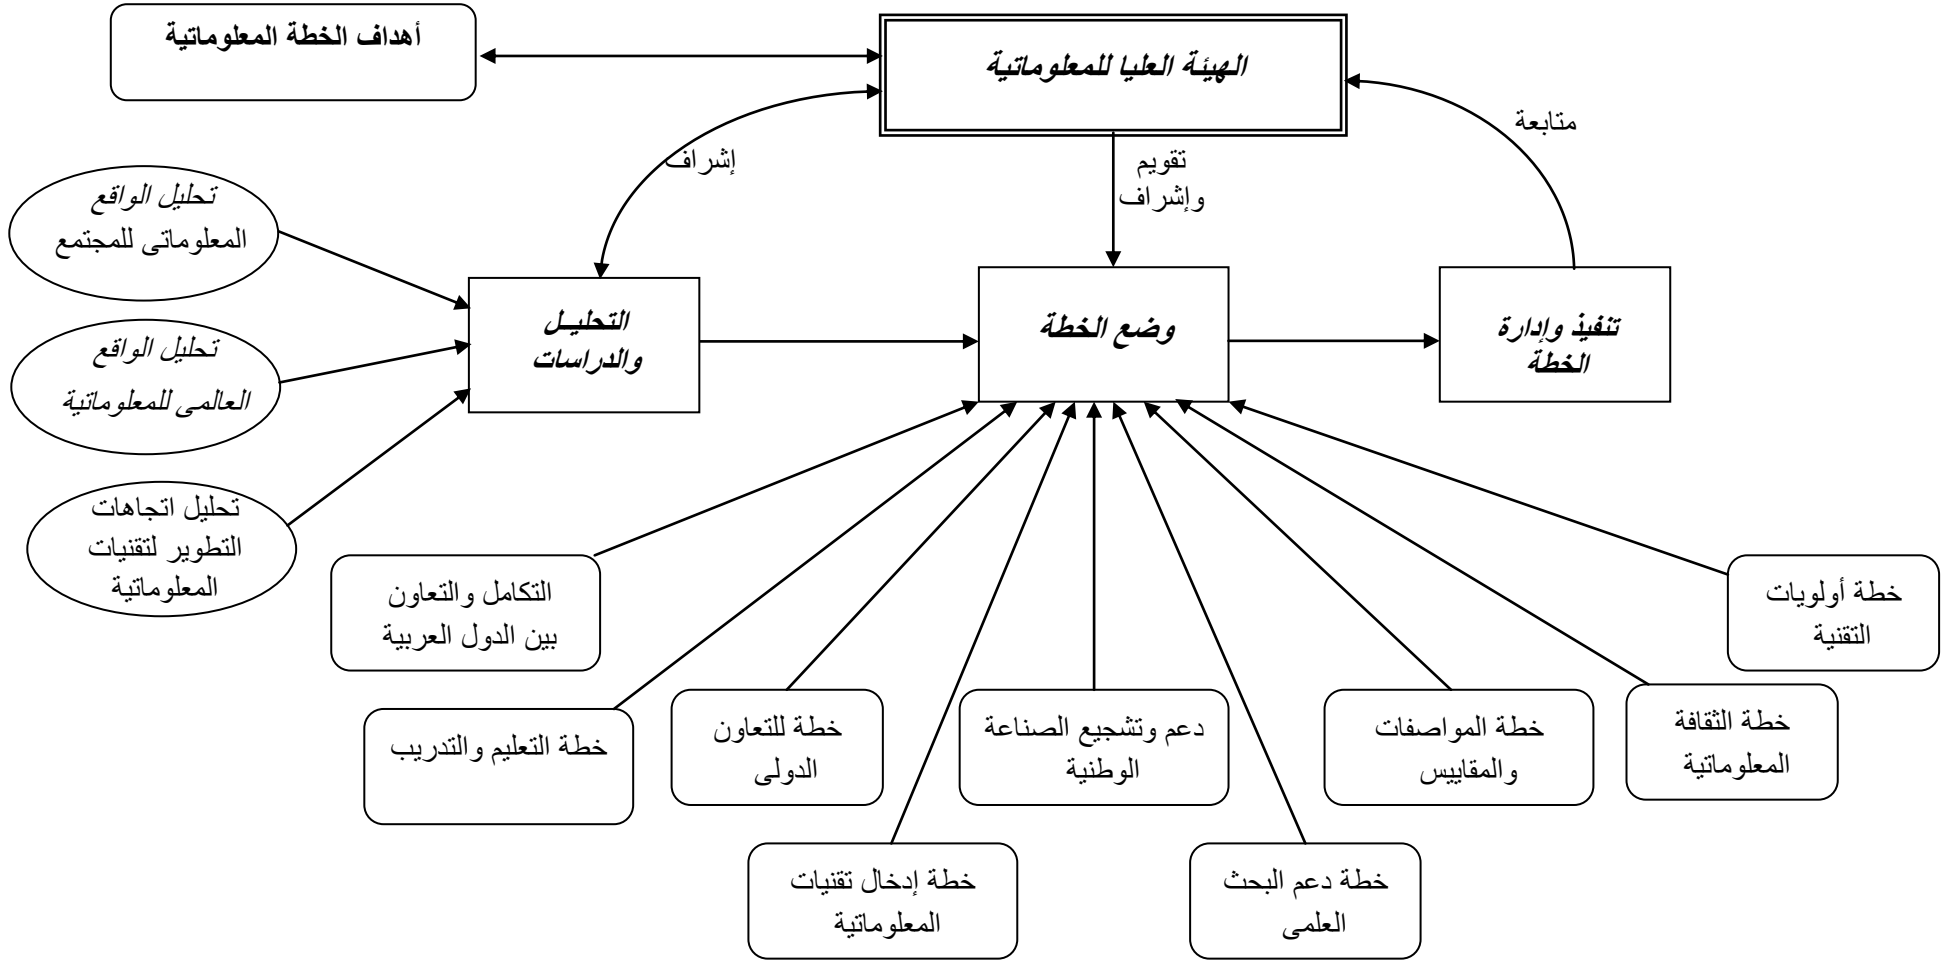 أهداف الخطة المعلوماتية
الهيئة العليا للمعلوماتية
متابعة
إشراف
تقويم
وإشراف
تحليل الواقع
المعلوماتى للمجتمع
تحليل الواقع
العالمى للمعلوماتية
تحليل اتجاهات
التطوير لتقنيات
المعلوماتية
التحليـل
والدراسات
وضع الخطة
تنفيذ وإدارة
الخطة
خطة أولويات
التقنية
خطة الثقافة
المعلوماتية
خطة المواصفات
والمقاييس
خطة دعم البحث
العلمى
دعم وتشجيع الصناعة
الوطنية
خطة إدخال تقنيات
المعلوماتية
خطة للتعاون
الدولى
خطة التعليم والتدريب
التكامل والتعاون
بين الدول العربية